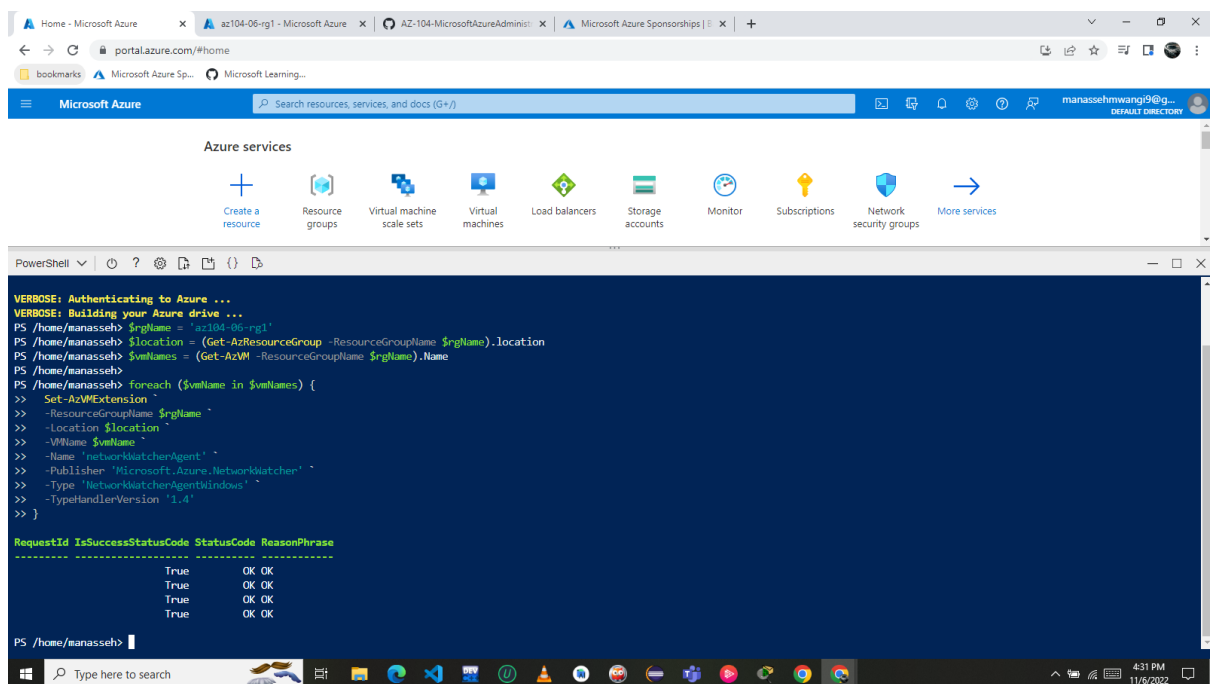 Home - Microsoft Azure
az104-06-rg1 - Microsoft Azure
AZ-104-MicrosoftAzureAdminist
Microsoft Azure Sponsorships | B
portal.azure.com/#home
bookmarks
Microsoft Azure Sp...
Microsoft Learning...
Microsoft Azure
Search resources, services, and docs (G+/)
manassehmwangi9@g...
DEFAULT DIRECTORY
Azure services
Create a resource
Resource groups
Virtual machine scale sets
Virtual machines
Load balancers
Storage accounts
Monitor
Subscriptions
Network security groups
More services
PowerShell
VERBOSE: Authenticating to Azure ...
VERBOSE: Building your Azure drive ...
PS /home/manasseh> $rgName = 'az104-06-rg1'
PS /home/manasseh> $location = (Get-AzResourceGroup -ResourceGroupName $rgName).location
PS /home/manasseh> $vmNames = (Get-AzVM -ResourceGroupName $rgName).Name
PS /home/manasseh>
PS /home/manasseh> foreach ($vmName in $vmNames) {
>>   Set-AzVMExtension `
>>   -ResourceGroupName $rgName `
>>   -Location $location `
>>   -VMName $vmName `
>>   -Name 'networkWatcherAgent' `
>>   -Publisher 'Microsoft.Azure.NetworkWatcher' `
>>   -Type 'NetworkWatcherAgentWindows' `
>>   -TypeHandlerVersion '1.4'
>> }
RequestId IsSuccessStatusCode StatusCode ReasonPhrase
--------- ------------------- ---------- ------------
True OK OK
True OK OK
True OK OK
True OK OK
PS /home/manasseh>
Type here to search
4:31 PM
11/6/2022